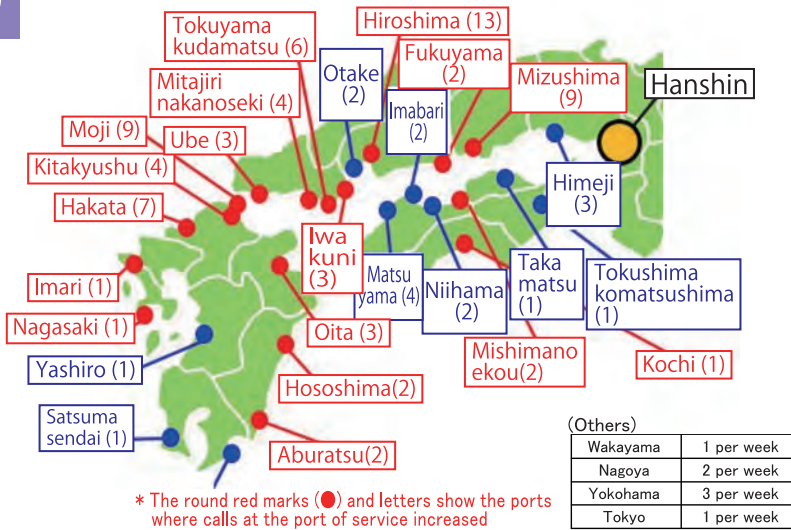 Tokuyama
kudamatsu (6)
Hiroshima (13)
Fukuyama
(2)
Otake
(2)
Mizushima
(9)
Hanshin
Mitajiri
nakanoseki (4)
Imabari
(2)
Moji (9)
Ube (3)
Kitakyushu (4)
Himeji
(3)
Hakata (7)
Iwa
kuni
(3)
Matsu
yama (4)
Niihama
(2)
Taka
matsu
(1)
Tokushima
komatsushima
(1)
Imari (1)
Nagasaki (1)
Oita (3)
Mishimano
ekou(2)
Kochi (1)
Yashiro (1)
Hososhima(2)
Satsuma
sendai (1)
Aburatsu(2)
(Others)
Wakayama 1 per week
Nagoya 2 per week
Yokohama 3 per week
Tokyo 1 per week
* The round red marks (●) and letters show the ports
where calls at the port of service increased